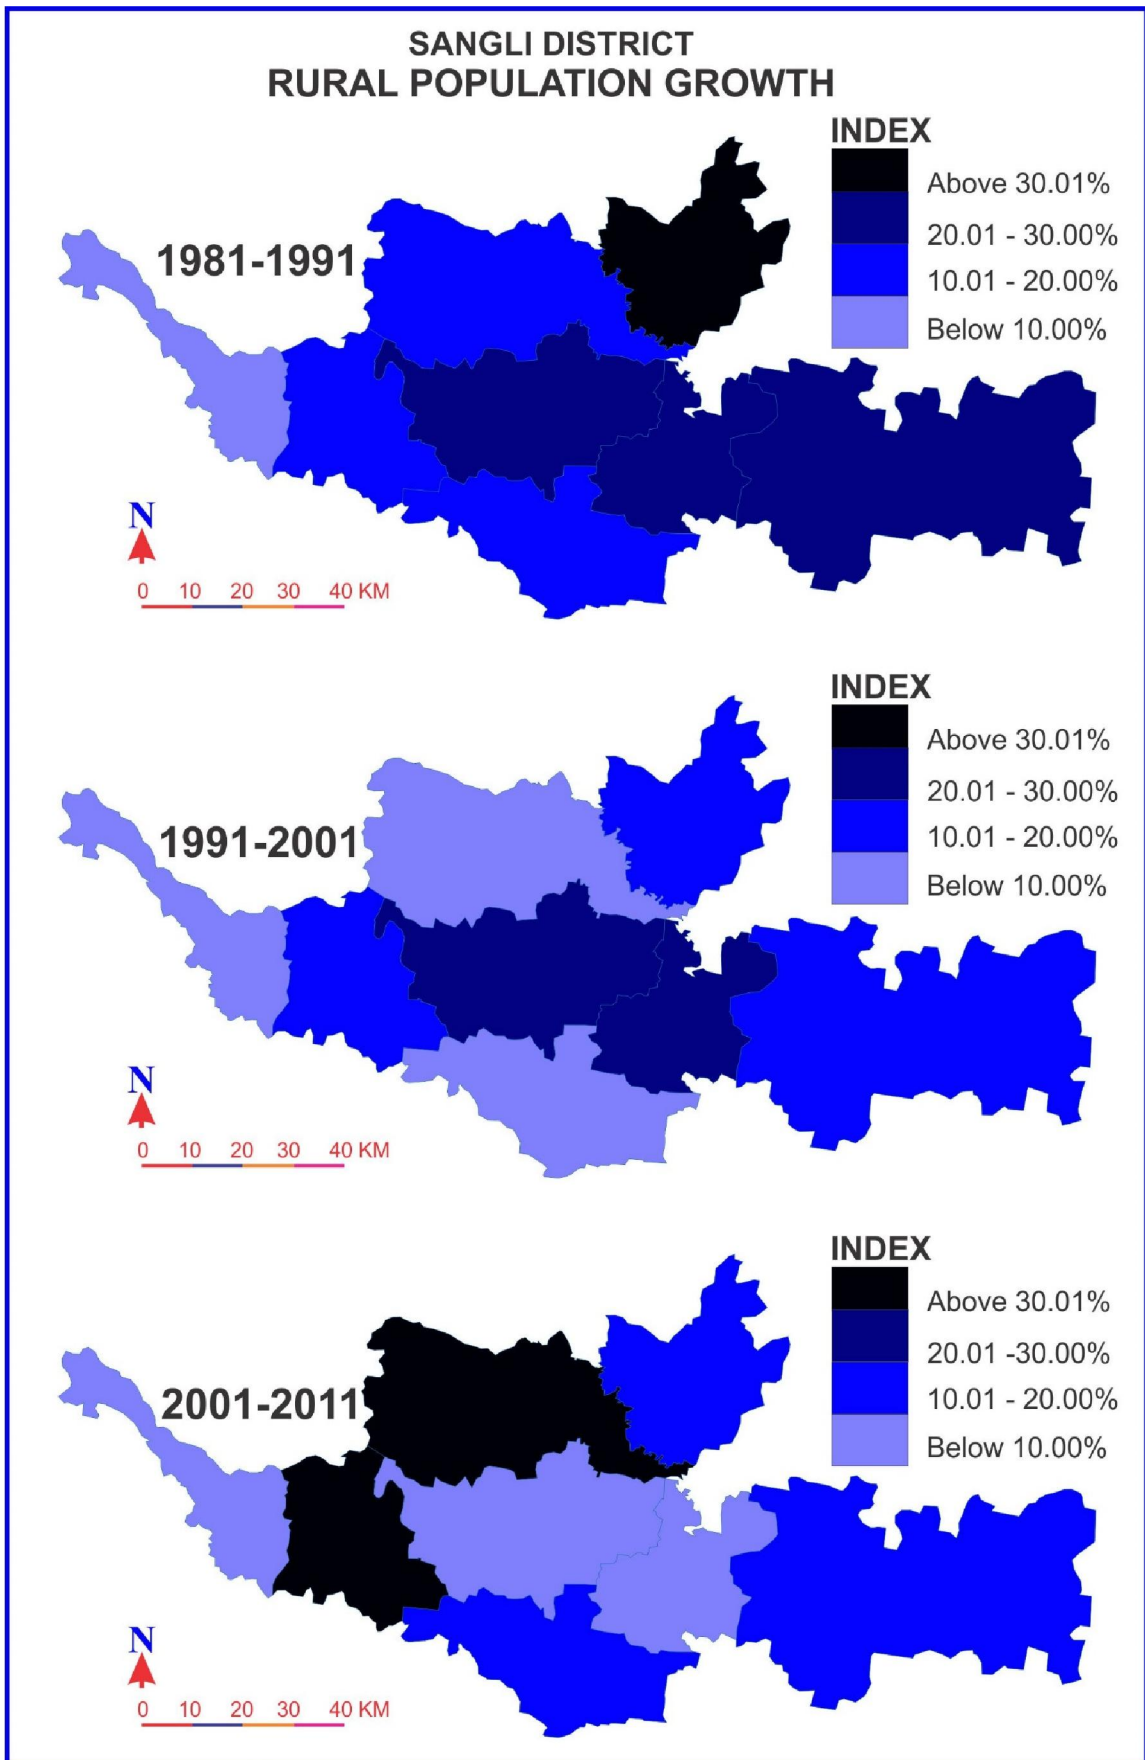 SANGLI DISTRICT
RURAL POPULATION GROWTH
INDEX
Above 30.01%
20.01 - 30.00%
10.01 - 20.00%
Below 10.00%
1981-1991
N
0 10 20 30 40 KM
INDEX
Above 30.01%
20.01 - 30.00%
10.01 - 20.00%
Below 10.00%
1991-2001
N
0 10 20 30 40 KM
INDEX
Above 30.01%
20.01 -30.00%
10.01 - 20.00%
Below 10.00%
2001-2011
N
0 10 20 30 40 KM